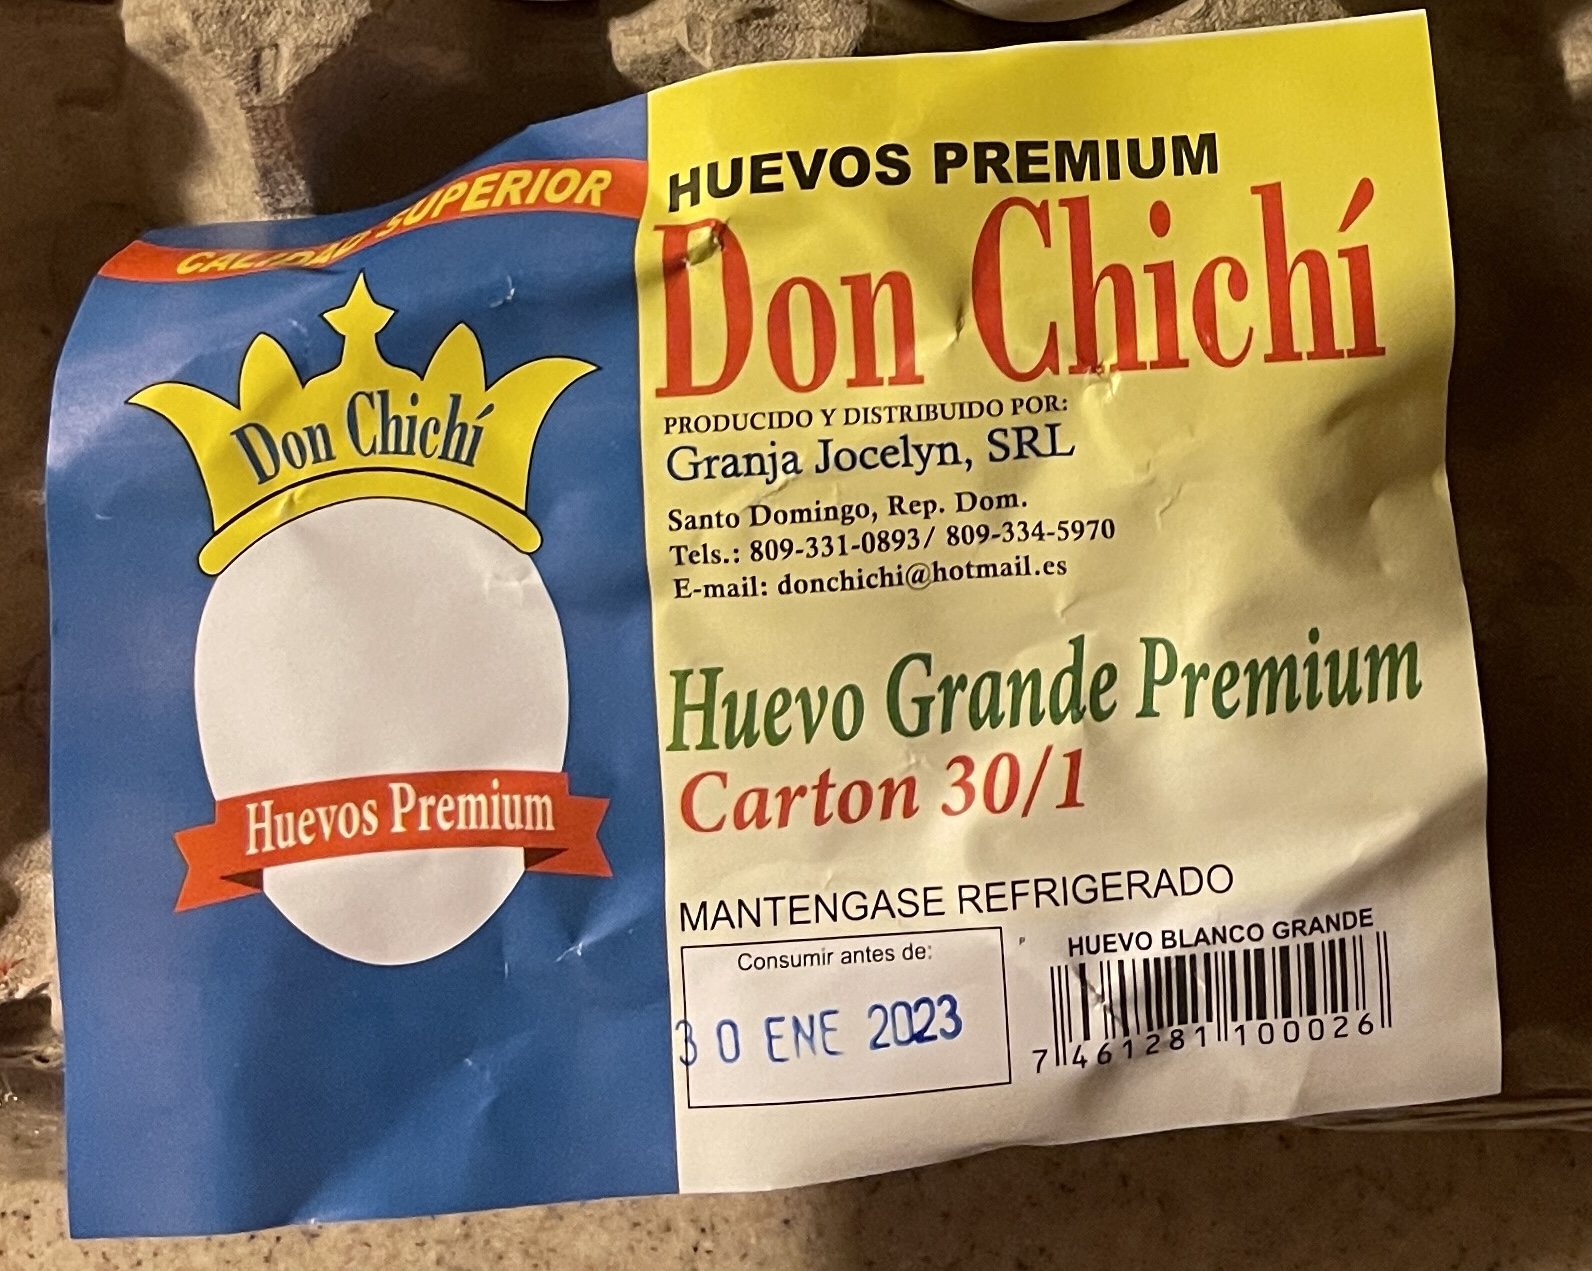 CALIDAD SUPERIOR
Don Chichí
Huevos Premium
HUEVOS PREMIUM
Don Chichí
PRODUCIDO Y DISTRIBUIDO POR:
Granja Jocelyn, SRL
Santo Domingo, Rep. Dom.
Tels.: 809-331-0893/ 809-334-5970
E-mail: donchichi@hotmail.es
Huevo Grande Premium
Carton 30/1
MANTENGASE REFRIGERADO
Consumir antes de:
30 ENE 2023
P
HUEVO BLANCO GRANDE
7 461281 100026